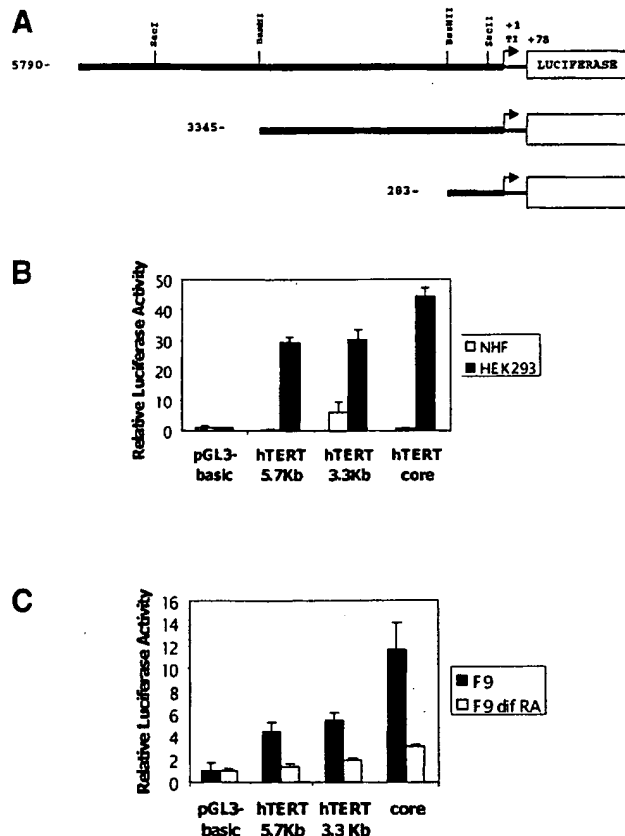 A
SacI
BamHI
BssHII
SacII
+1
TI
+78
5790-
LUCIFERASE
3345-
283-
B
Relative Luciferase Activity
50
40
30
20
10
0
pGL3-
basic
hTERT
5.7Kb
hTERT
3.3Kb
hTERT
core
NHF
HEK293
C
Relative Luciferase Activity
16
14
12
10
8
6
4
2
0
pGL3-
basic
hTERT
5.7Kb
hTERT
3.3 Kb
core
F9
F9 dif RA